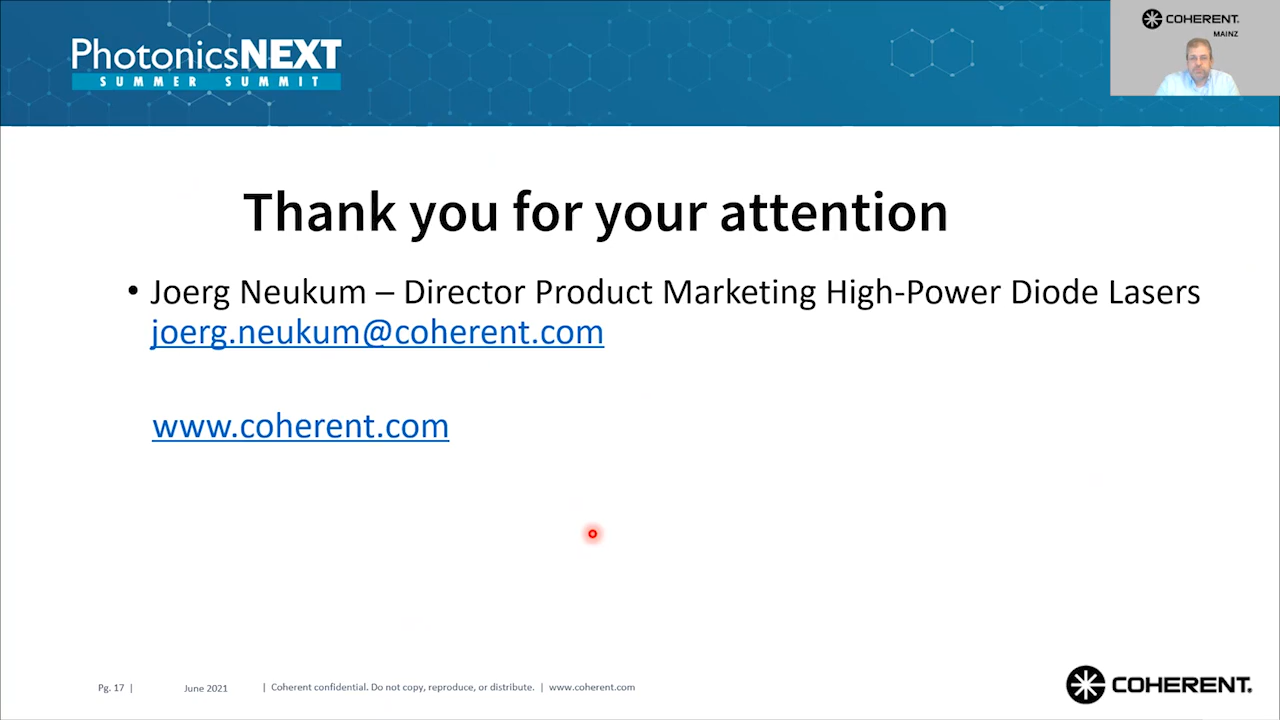 PhotonicsNEXT
SUMMER SUMMIT
COHERENT.
MAINZ
Thank you for your attention
• Joerg Neukum – Director Product Marketing High-Power Diode Lasers
joerg.neukum@coherent.com
www.coherent.com
Pg. 17 | June 2021 | Coherent confidential. Do not copy, reproduce, or distribute. | www.coherent.com
COHERENT.